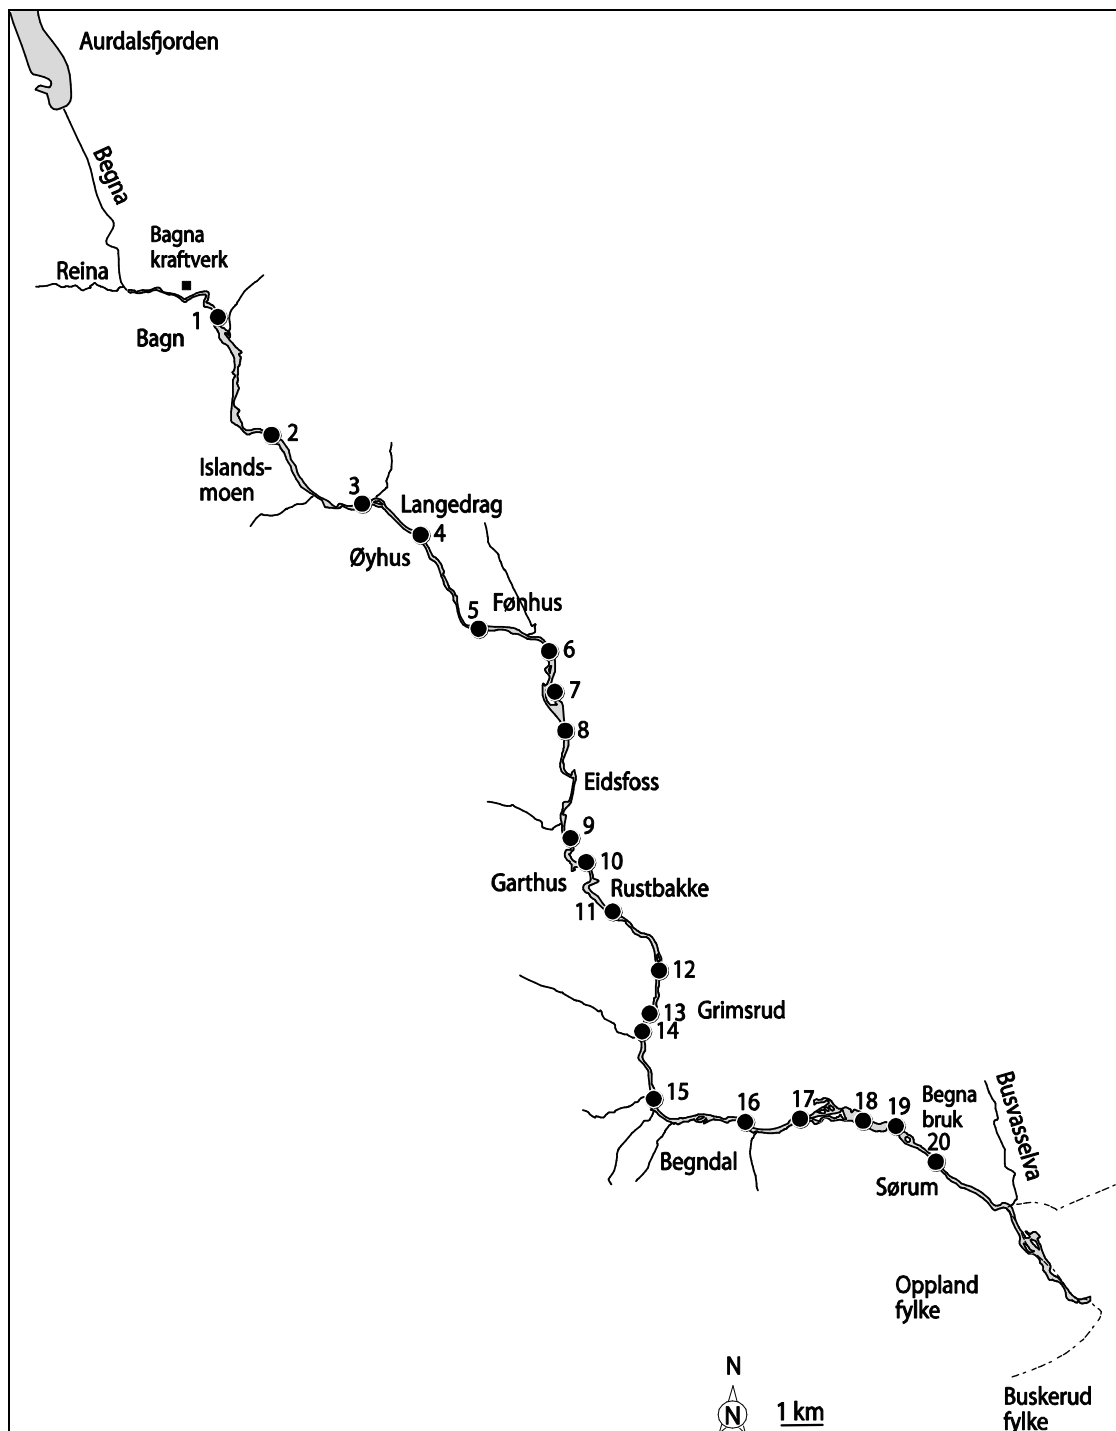 Aurdalsfjorden
Begna
Bagna
kraftverk
Reina
1
Bagn
2
Islands-
moen
3
Langedrag
4
Øyhus
5
Fønhus
6
7
8
Eidsfoss
9
10
Garthus
Rustbakke
11
12
13
Grimsrud
14
15
16
17
18
19
Begna
bruk
20
Busvasselva
Begndal
Sørum
Oppland
fylke
N
N
1 km
Buskerud
fylke